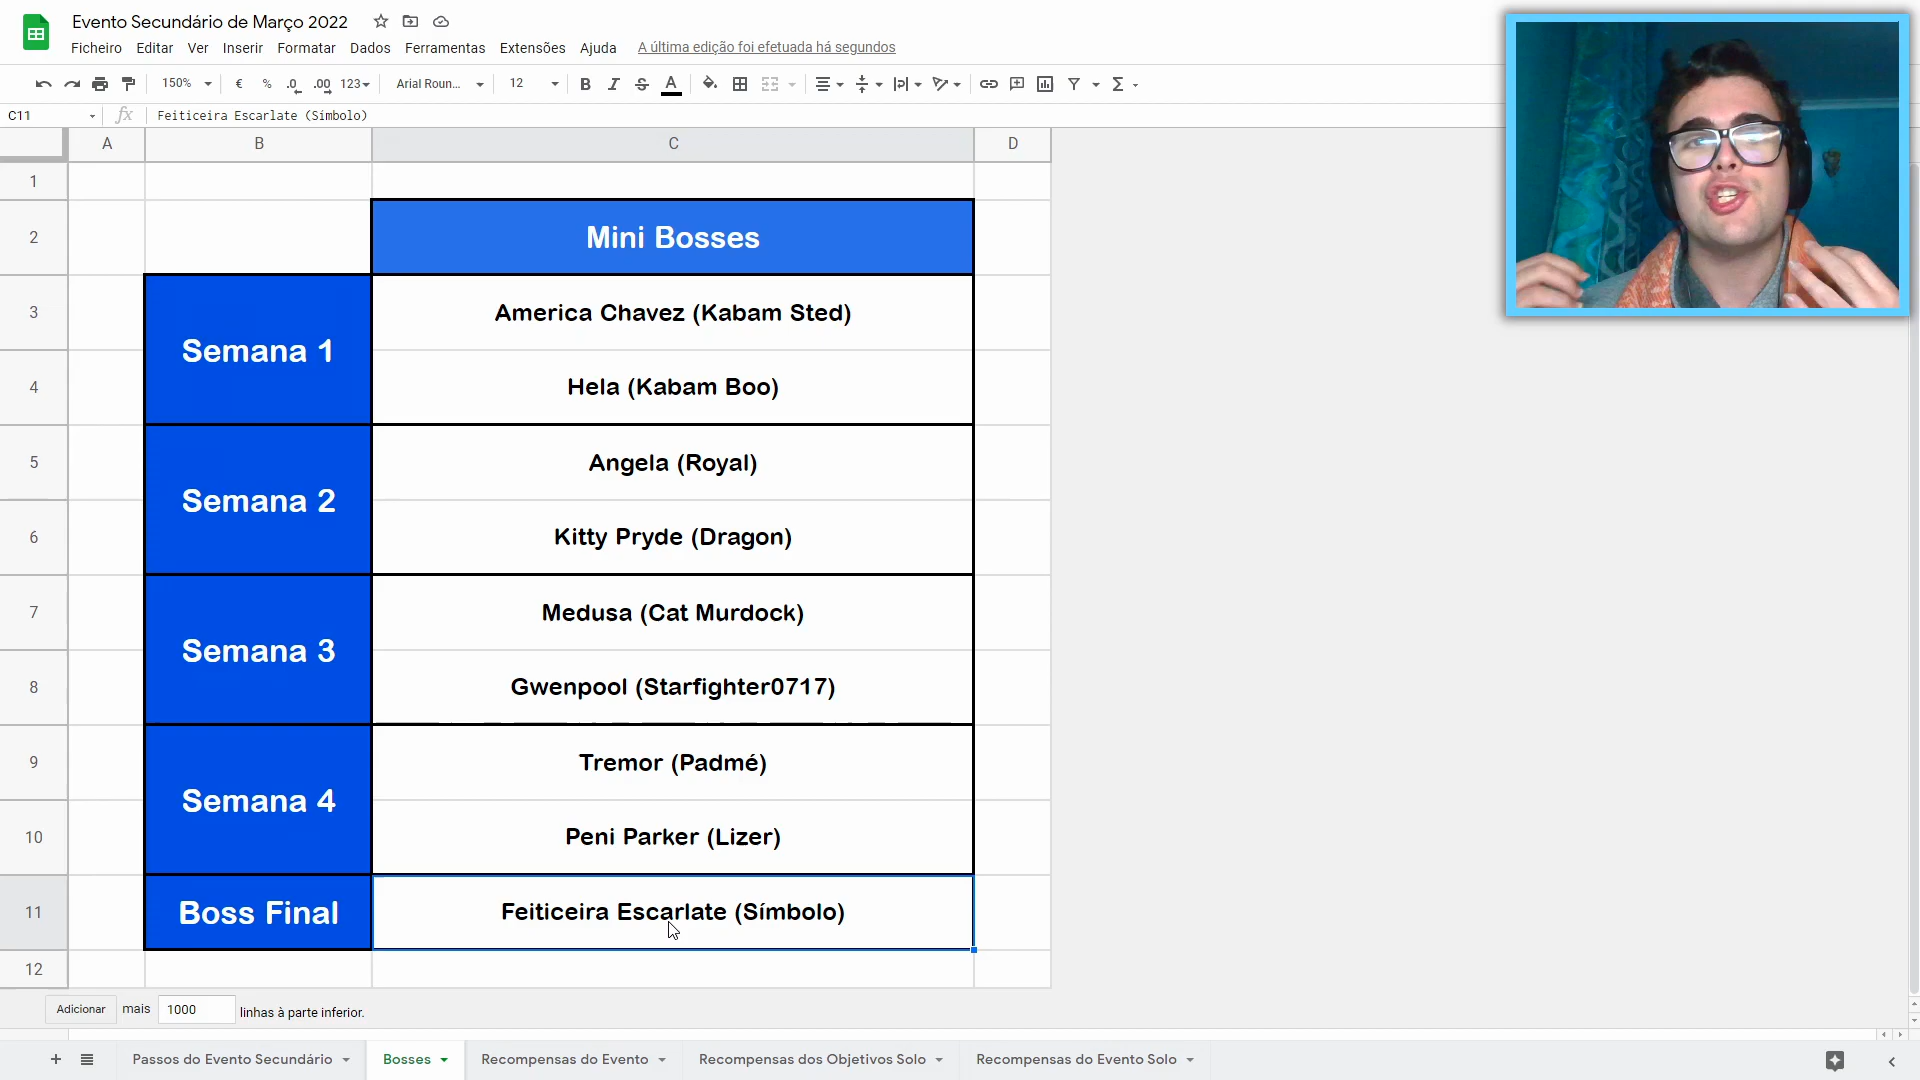 Evento Secundário de Março 2022
Ficheiro Editar Ver Inserir Formatar Dados Ferramentas Extensões Ajuda A última edição foi efetuada há segundos
150% € % .0 .00 123 Arial Roun... 12 B I S A
C11 fx Feiticeira Escarlate (Símbolo)
A B C D
1
2 Mini Bosses
Semana 1
3 America Chavez (Kabam Sted)
4 Hela (Kabam Boo)
Semana 2
5 Angela (Royal)
6 Kitty Pryde (Dragon)
Semana 3
7 Medusa (Cat Murdock)
8 Gwenpool (Starfighter0717)
Semana 4
9 Tremor (Padmé)
10 Peni Parker (Lizer)
11 Boss Final Feiticeira Escarlate (Símbolo)
12
Adicionar mais 1000 linhas à parte inferior.
Passos do Evento Secundário Bosses Recompensas do Evento Recompensas dos Objetivos Solo Recompensas do Evento Solo